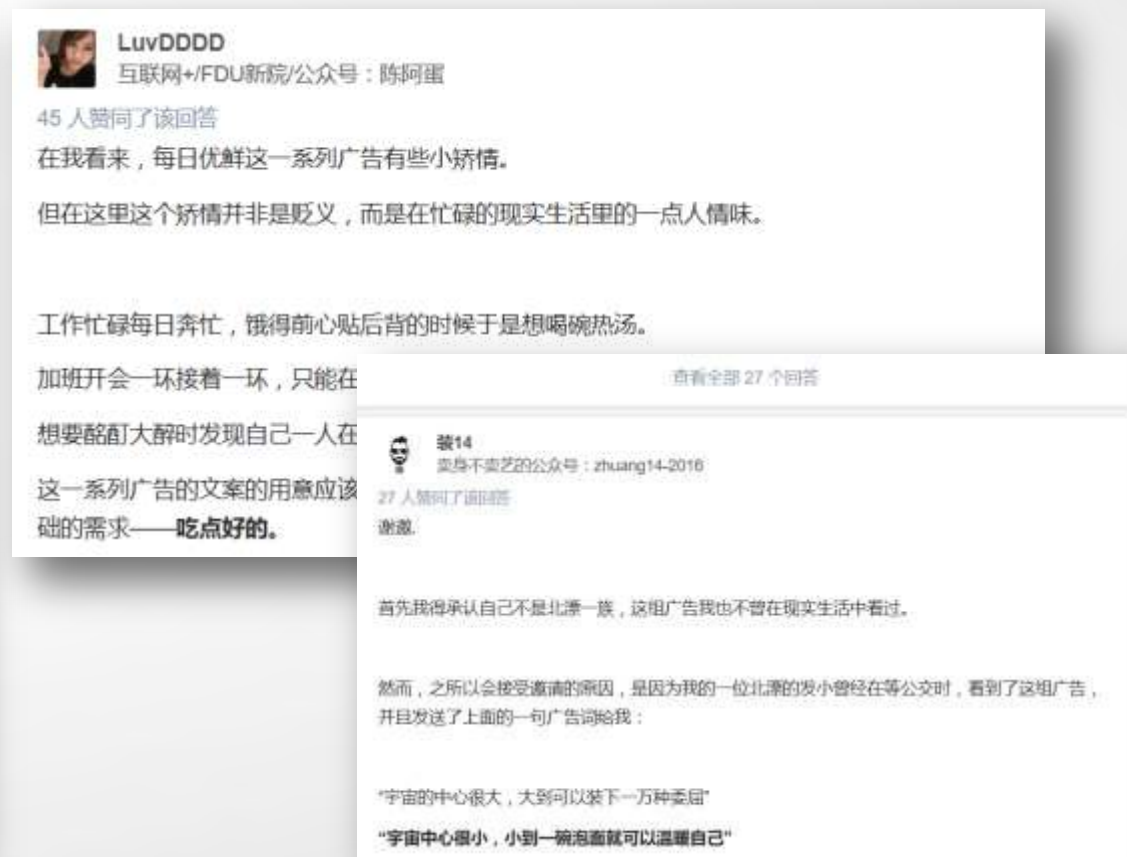 LuvDDDD
互联网+/FDU新院/公众号：陈阿蛋
45 人赞同了该回答
在我看来，每日优鲜这一系列广告有些小矫情。
但在这里这个矫情并非是贬义，而是在忙碌的现实生活里的一点人情味。
工作忙碌每日奔忙，饿得前心贴后背的时候于是想喝碗热汤。
加班开会一环接着一环，只能在
想要酩酊大醉时发现自己一人在
这一系列广告的文案的用意应该
础的需求——吃点好的。
查看全部 27 个回答
装14
卖身不卖艺的公众号：zhuang14-2016
27 人赞同了该回答
谢邀.
首先我得承认自己不是北漂一族，这组广告我也不曾在现实生活中看过。
然而，之所以会接受邀请的原因，是因为我的一位北漂的发小曾经在等公交时，看到了这组广告，
并且发送了上面的一句广告词给我：
“宇宙的中心很大，大到可以装下一万种委屈”
“宇宙中心很小，小到一碗泡面就可以温暖自己”